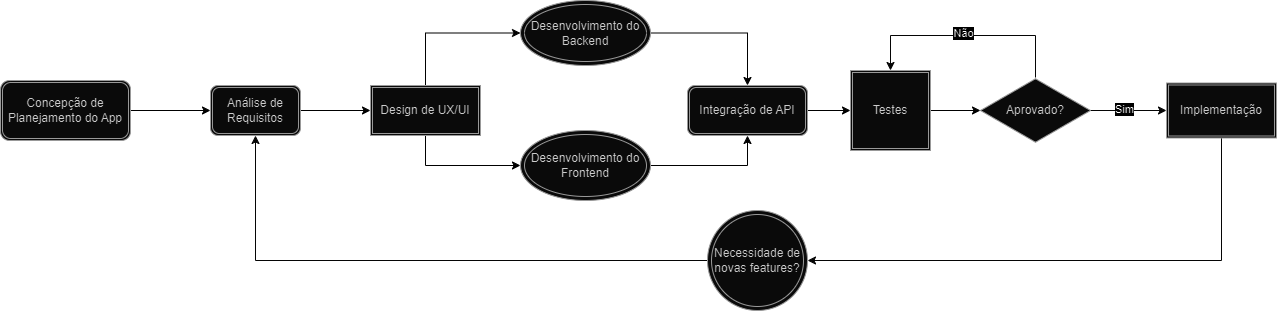 Concepção de
Planejamento do App
Análise de
Requisitos
Design de UX/UI
Desenvolvimento do
Backend
Desenvolvimento do
Frontend
Integração de API
Testes
Não
Aprovado?
Sim
Implementação
Necessidade de
novas features?